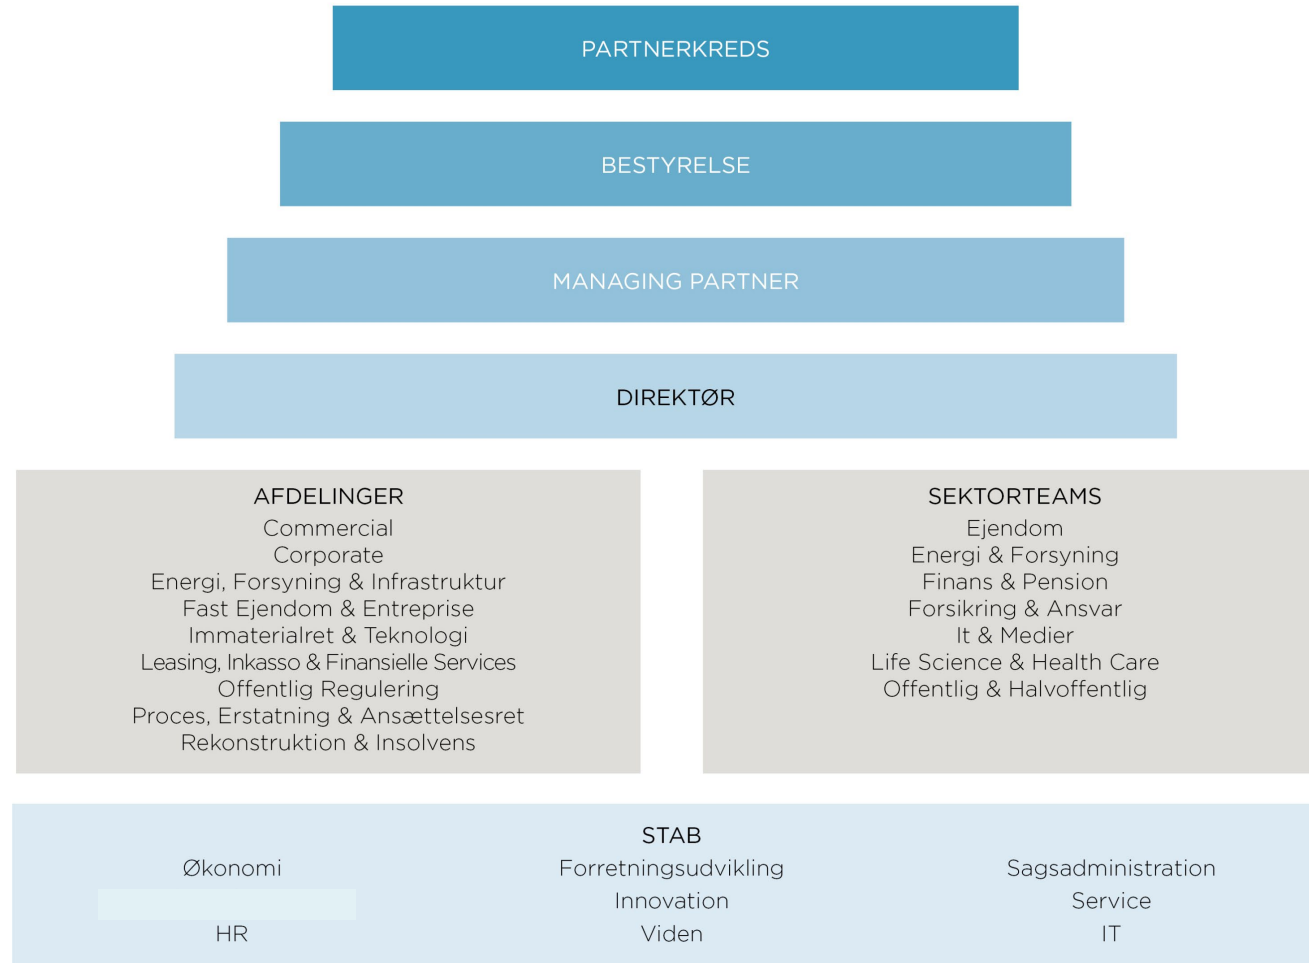 PARTNERKREDS
BESTYRELSE
MANAGING PARTNER
DIREKTØR
AFDELINGER
Commercial
Corporate
Energi, Forsyning & Infrastruktur
Fast Ejendom & Entreprise
Immaterialret & Teknologi
Leasing, Inkasso & Finansielle Services
Offentlig Regulering
Proces, Erstatning & Ansættelsesret
Rekonstruktion & Insolvens
SEKTORTEAMS
Ejendom
Energi & Forsyning
Finans & Pension
Forsikring & Ansvar
It & Medier
Life Science & Health Care
Offentlig & Halvoffentlig
STAB
Økonomi
HR
Forretningsudvikling
Innovation
Viden
Sagsadministration
Service
IT